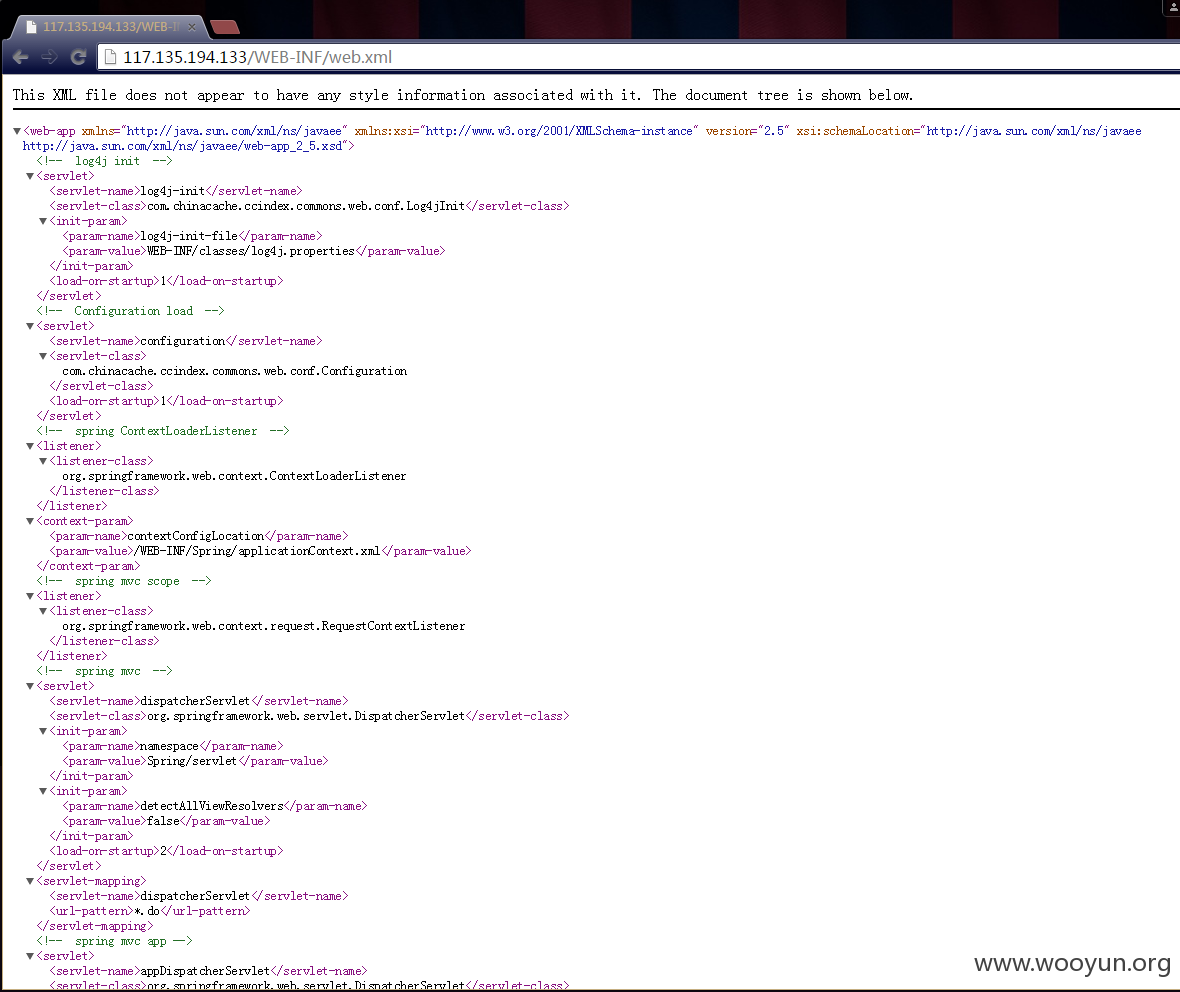 117.135.194.133/WEB-I
117.135.194.133/WEB-INF/web.xml
This XML file does not appear to have any style information associated with it. The document tree is shown below.
<web-app xmlns="http://java.sun.com/xml/ns/javaee" xmlns:xsi="http://www.w3.org/2001/XMLSchema-instance" version="2.5" xsi:schemaLocation="http://java.sun.com/xml/ns/javaee
http://java.sun.com/xml/ns/javaee/web-app_2_5.xsd">
<!-- log4j init -->
<servlet>
<servlet-name>log4j-init</servlet-name>
<servlet-class>com.chinacache.ccindex.commons.web.conf.Log4jInit</servlet-class>
<init-param>
<param-name>log4j-init-file</param-name>
<param-value>WEB-INF/classes/log4j.properties</param-value>
</init-param>
<load-on-startup>1</load-on-startup>
</servlet>
<!-- Configuration load -->
<servlet>
<servlet-name>configuration</servlet-name>
<servlet-class>
com.chinacache.ccindex.commons.web.conf.Configuration
</servlet-class>
<load-on-startup>1</load-on-startup>
</servlet>
<!-- spring ContextLoaderListener -->
<listener>
<listener-class>
org.springframework.web.context.ContextLoaderListener
</listener-class>
</listener>
<context-param>
<param-name>contextConfigLocation</param-name>
<param-value>/WEB-INF/Spring/applicationContext.xml</param-value>
</context-param>
<!-- spring mvc scope -->
<listener>
<listener-class>
org.springframework.web.context.request.RequestContextListener
</listener-class>
</listener>
<!-- spring mvc -->
<servlet>
<servlet-name>dispatcherServlet</servlet-name>
<servlet-class>org.springframework.web.servlet.DispatcherServlet</servlet-class>
<init-param>
<param-name>namespace</param-name>
<param-value>Spring/servlet</param-value>
</init-param>
<init-param>
<param-name>detectAllViewResolvers</param-name>
<param-value>false</param-value>
</init-param>
<load-on-startup>2</load-on-startup>
</servlet>
<servlet-mapping>
<servlet-name>dispatcherServlet</servlet-name>
<url-pattern>*.do</url-pattern>
</servlet-mapping>
<!-- spring mvc app -->
<servlet>
<servlet-name>appDispatcherServlet</servlet-name>
<servlet-class>org.springframework.web.servlet.DispatcherServlet</servlet-class>
www.wooyun.org